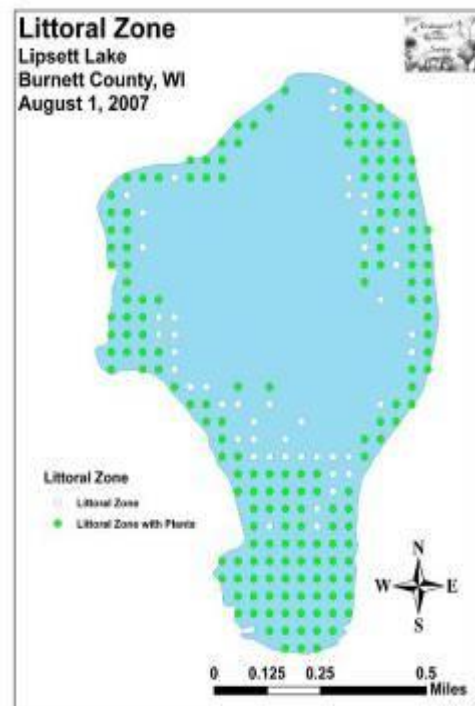 Littoral Zone
Lipsett Lake
Burnett County, WI
August 1, 2007
Littoral Zone
Littoral Zone
Littoral Zone with Plants
N
W E
S
0 0.125 0.25 0.5
Miles